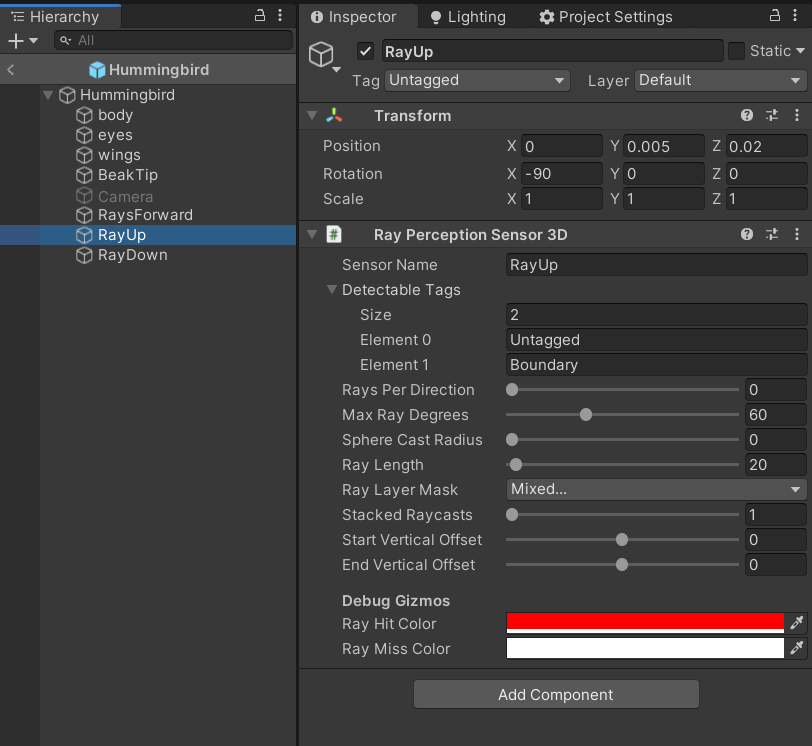 Hierarchy
All
Hummingbird
Hummingbird
body
eyes
wings
BeakTip
Camera
RaysForward
RayUp
RayDown
Inspector Lighting Project Settings
RayUp Static
Tag Untagged Layer Default
Transform
Position X 0 Y 0.005 Z 0.02
Rotation X -90 Y 0 Z 0
Scale X 1 Y 1 Z 1
# Ray Perception Sensor 3D
Sensor Name RayUp
Detectable Tags
Size 2
Element 0 Untagged
Element 1 Boundary
Rays Per Direction 0
Max Ray Degrees 60
Sphere Cast Radius 0
Ray Length 20
Ray Layer Mask Mixed...
Stacked Raycasts 1
Start Vertical Offset 0
End Vertical Offset 0
Debug Gizmos
Ray Hit Color
Ray Miss Color
Add Component